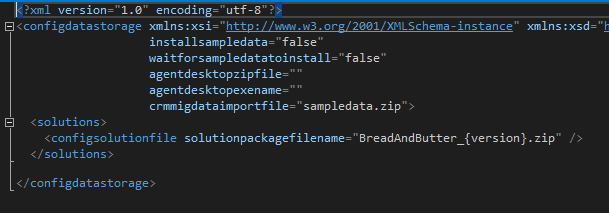 <?xml version="1.0" encoding="utf-8"?>
<configdatastorage xmlns:xsi="http://www.w3.org/2001/XMLSchema-instance" xmlns:xsd="h
installsampledata="false"
waitforsampledatatoinstall="false"
agentdesktopzipfile=""
agentdesktopexename=""
crmmigdataimportfile="sampledata.zip">
<solutions>
<configsolutionfile solutionpackagefilename="BreadAndButter_{version}.zip" />
</solutions>
</configdatastorage>